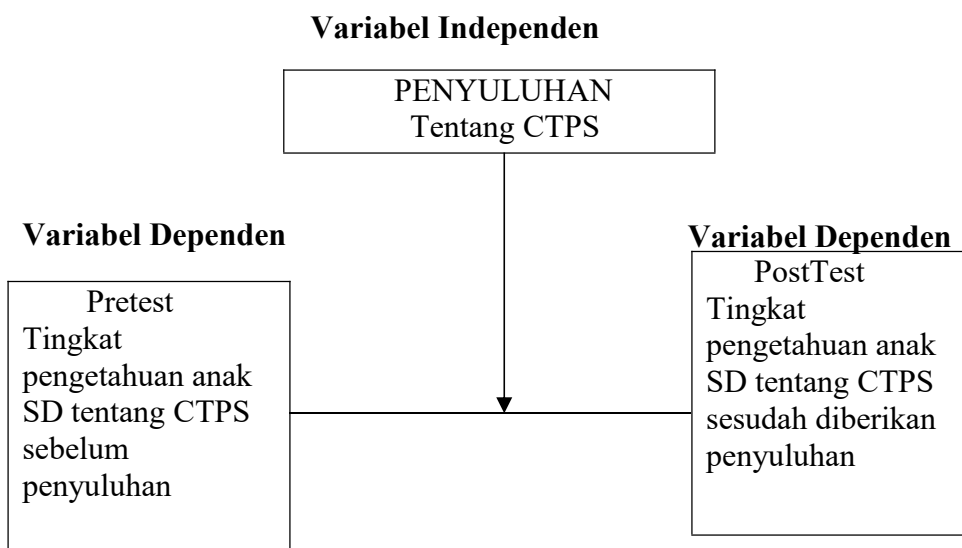 Variabel Independen
PENYULUHAN
Tentang CTPS
Variabel Dependen
Pretest
Tingkat
pengetahuan anak
SD tentang CTPS
sebelum
penyuluhan
Variabel Dependen
PostTest
Tingkat
pengetahuan anak
SD tentang CTPS
sesudah diberikan
penyuluhan